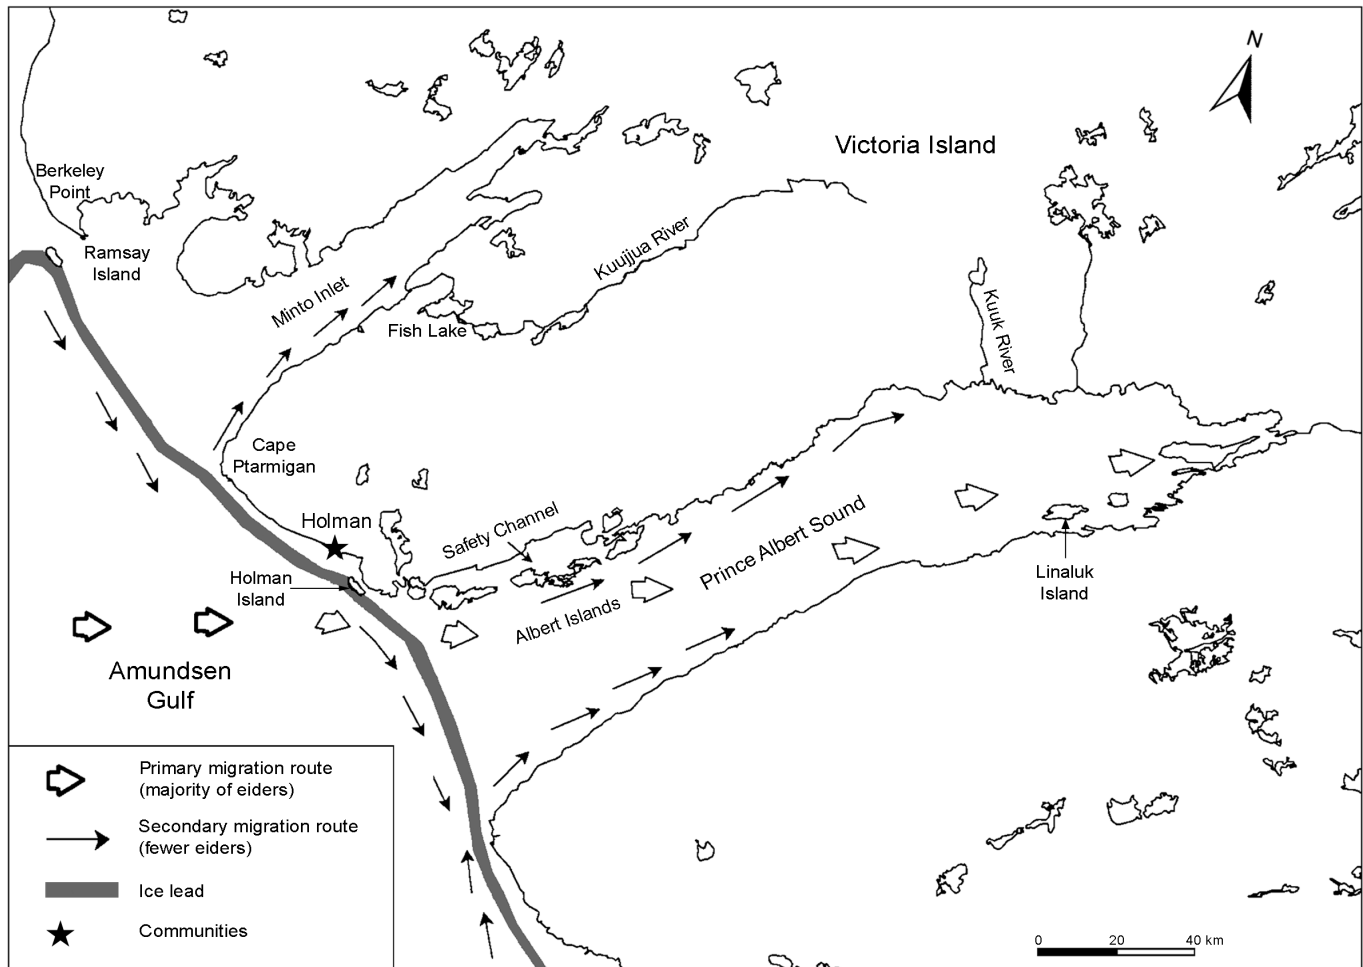 N
Victoria Island
Berkeley
Point
Ramsay
Island
Minto Inlet
Kuujjua River
Fish Lake
Kuuk River
Cape
Ptarmigan
Holman
Safety Channel
Holman
Island
Prince Albert Sound
Albert Islands
Linaluk
Island
Amundsen
Gulf
Primary migration route
(majority of eiders)
Secondary migration route
(fewer eiders)
Ice lead
Communities
0 20 40 km